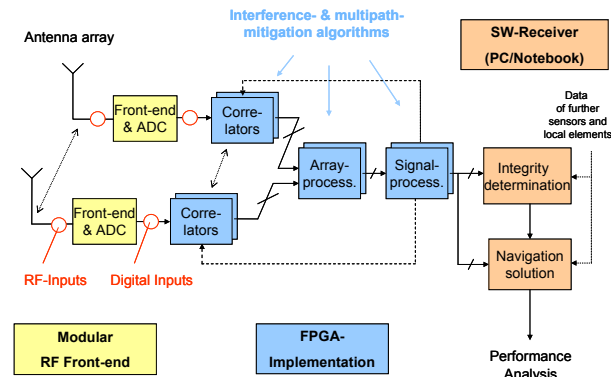 Interference- & multipath-
mitigation algorithms
SW-Receiver
(PC/Notebook)
Antenna array
Front-end
& ADC
Corre-
lators
Data
of further
sensors and
local elements
Array-
process.
Signal-
process.
Integrity
determination
Front-end
& ADC
Corre-
lators
Navigation
solution
RF-Inputs
Digital Inputs
Modular
RF Front-end
FPGA-
Implementation
Performance
Analysis